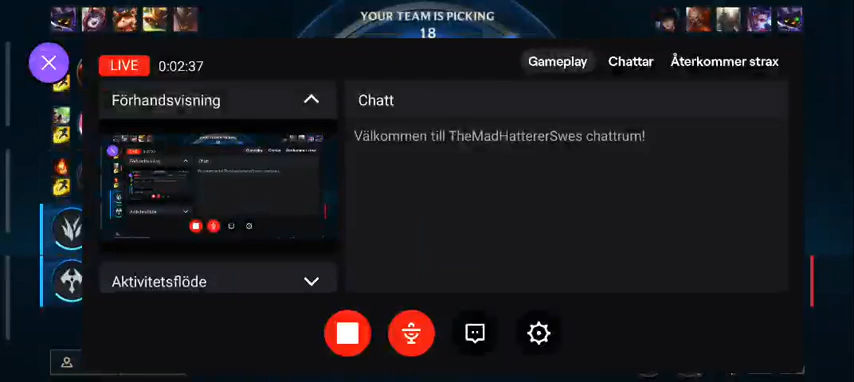 YOUR TEAM IS PICKING
18
LIVE 0:02:37
Gameplay Chattar Återkommer strax
Förhandsvisning
Chatt
Välkommen till TheMadHattererSwes chattrum!
Aktivitetsflöde